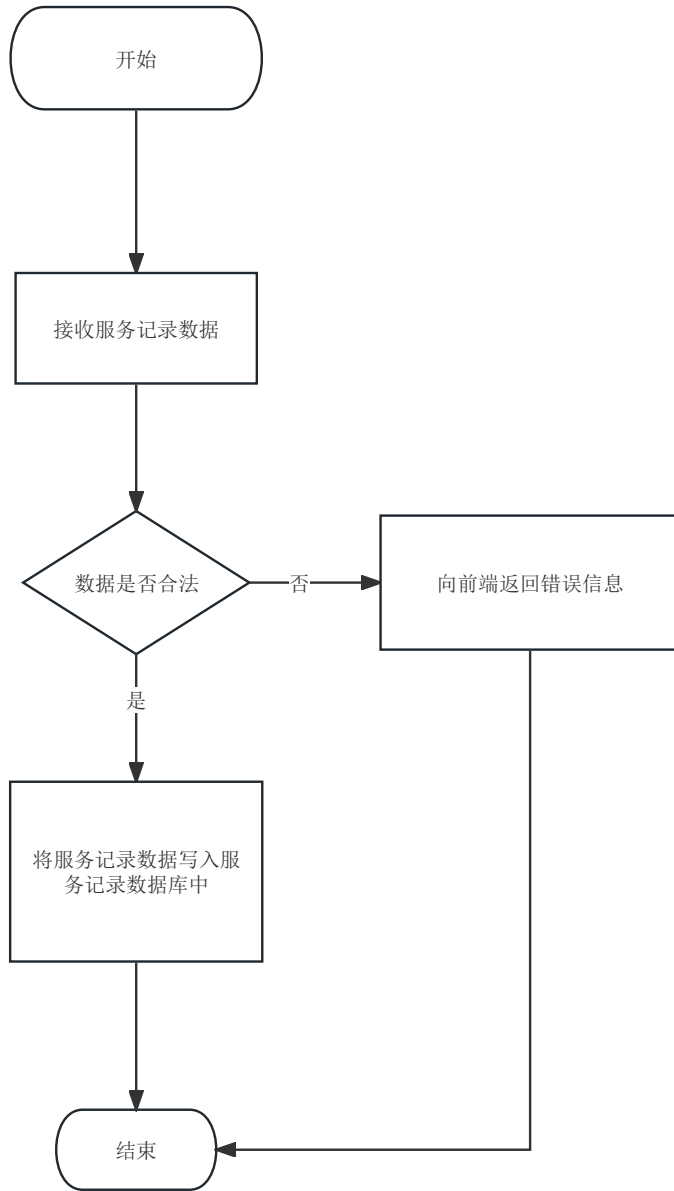 开始
接收服务记录数据
数据是否合法
否
向前端返回错误信息
是
将服务记录数据写入服
务记录数据库中
结束